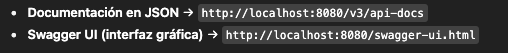 • Documentación en JSON → http://localhost:8080/v3/api-docs
• Swagger UI (interfaz gráfica) → http://localhost:8080/swagger-ui.html